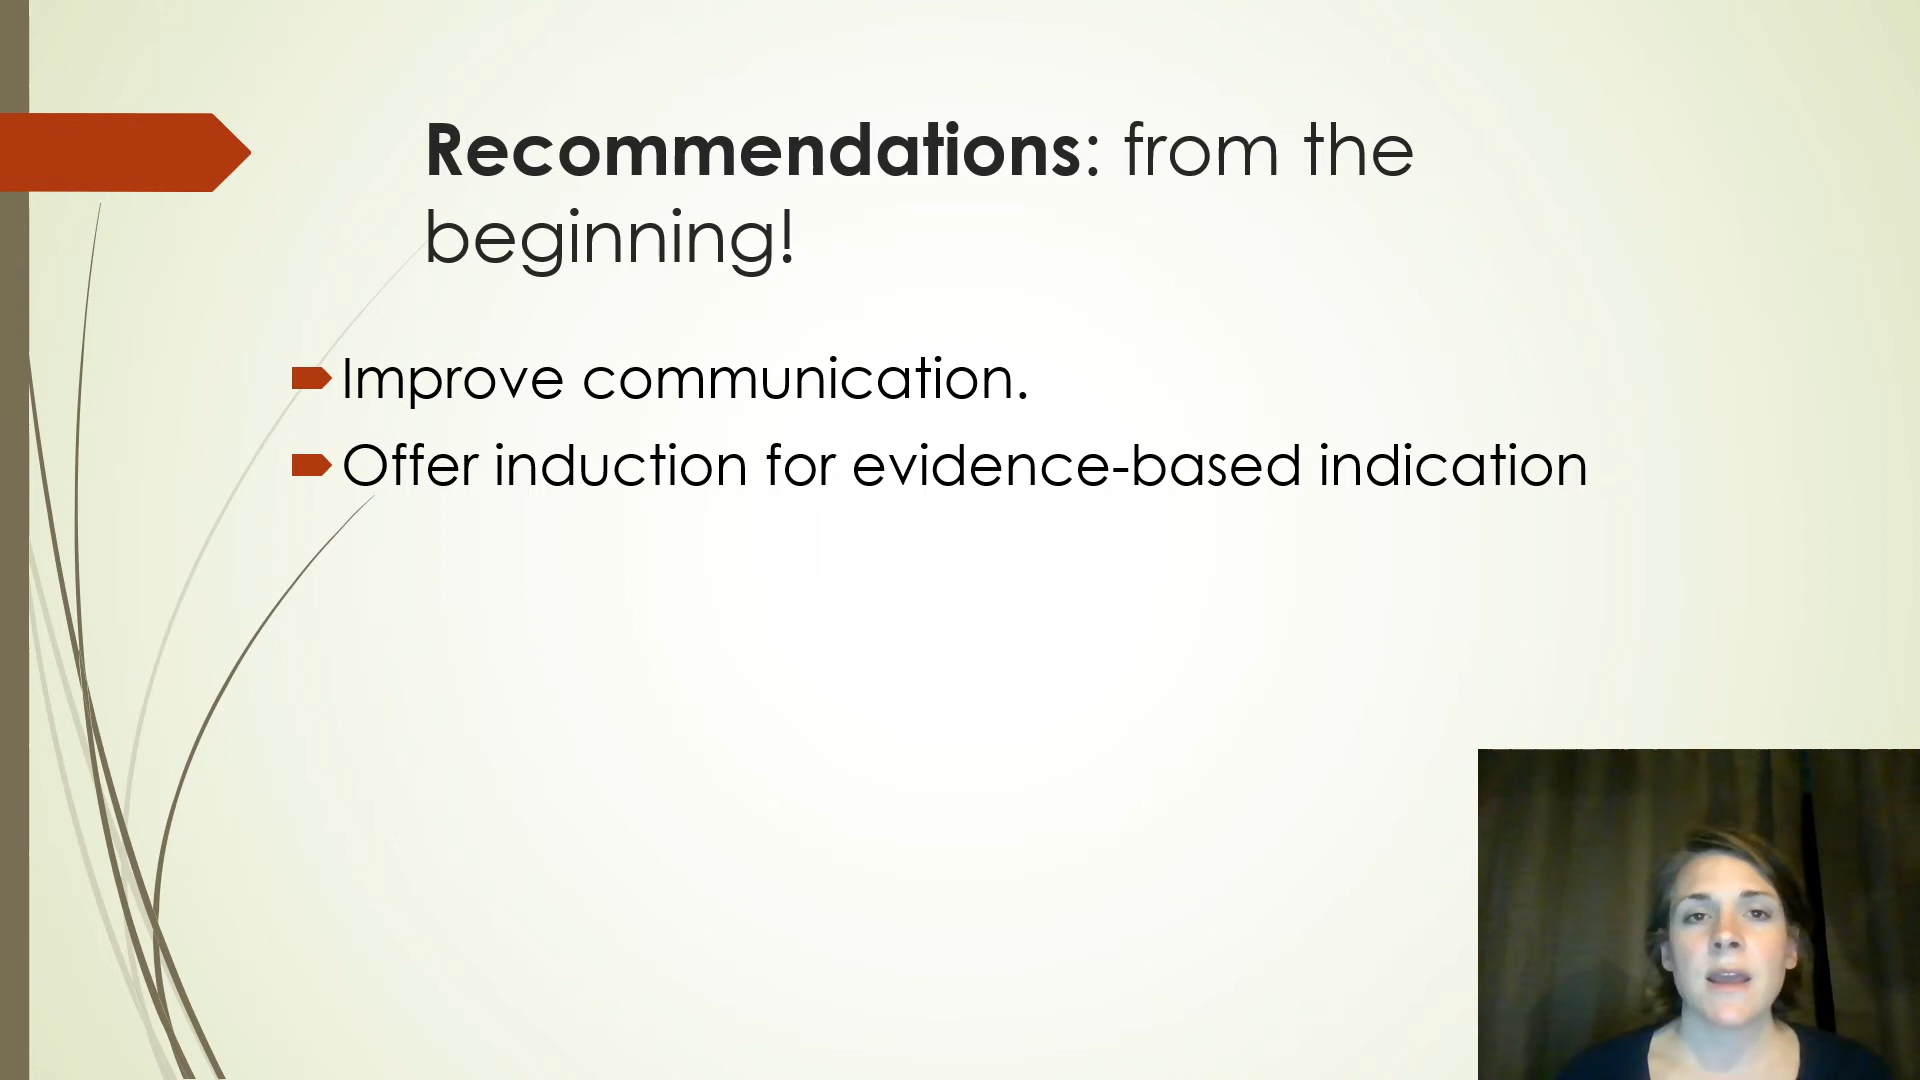 Recommendations: from the
beginning!
Improve communication.
Offer induction for evidence-based indication